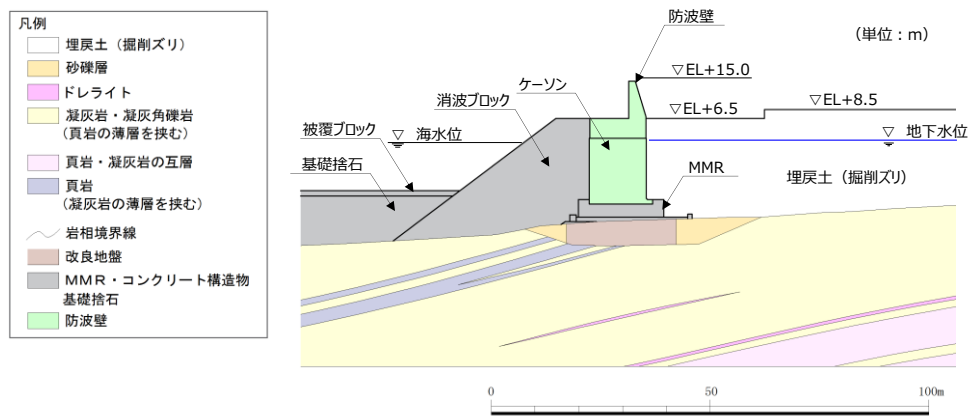 凡例
埋戻土（掘削ズリ）
砂礫層
ドレライト
凝灰岩・凝灰角礫岩
（頁岩の薄層を挟む）
頁岩・凝灰岩の互層
頁岩
（凝灰岩の薄層を挟む）
岩相境界線
改良地盤
ＭＭＲ・コンクリート構造物
基礎捨石
防波壁
防波壁
（単位：ｍ）
▽EL+15.0
ケーソン
消波ブロック
▽EL+6.5
▽EL+8.5
被覆ブロック
▽ 海水位
▽ 地下水位
基礎捨石
MMR
埋戻土（掘削ズリ）
0
50
100m